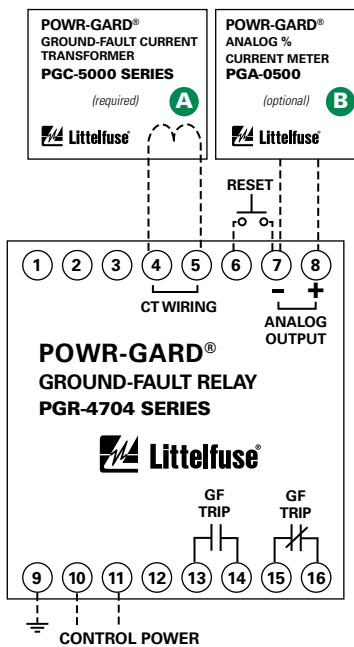 POWR-GARD®
GROUND-FAULT CURRENT
TRANSFORMER
PGC-5000 SERIES
(required)
A
Littelfuse®
POWR-GARD®
ANALOG %
CURRENT METER
PGA-0500
(optional)
B
Littelfuse®
RESET
1 2 3 4 5 6 7 8
- +
CT WIRING
ANALOG
OUTPUT
POWR-GARD®
GROUND-FAULT RELAY
PGR-4704 SERIES
Littelfuse®
GF
TRIP
GF
TRIP
9 10 11 12 13 14 15 16
CONTROL POWER